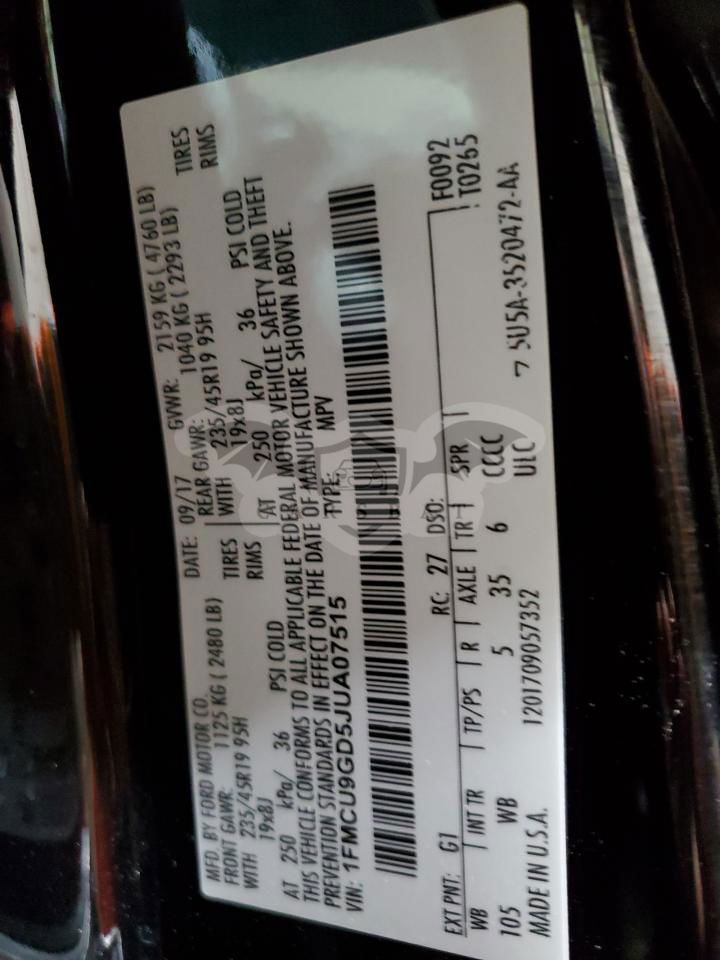 MFD. BY FORD MOTOR CO. DATE: 09/17 GVWR: 2159 KG ( 4760 LB)
FRONT GAWR: 1125 KG ( 2480 LB) REAR GAWR: 1040 KG ( 2293 LB)
WITH 235/45R19 95H TIRES WITH 235/45R19 95H TIRES
19x8J RIMS 19x8J RIMS
AT 250 kPa/ 36 PSI COLD AT 250 kPa/ 36 PSI COLD
THIS VEHICLE CONFORMS TO ALL APPLICABLE FEDERAL MOTOR VEHICLE SAFETY AND THEFT
PREVENTION STANDARDS IN EFFECT ON THE DATE OF MANUFACTURE SHOWN ABOVE.
VIN: 1FMCU9GD5JUA07515 TYPE: MPV
EXT PNT: G1 RC: 27 DSO: F0092
WB INT TR TP/PS R AXLE TR SPR T0265
105 WB 5 35 6 CCCC
MADE IN U.S.A. 1201709057352 ULC 5U5A-3520472-AA